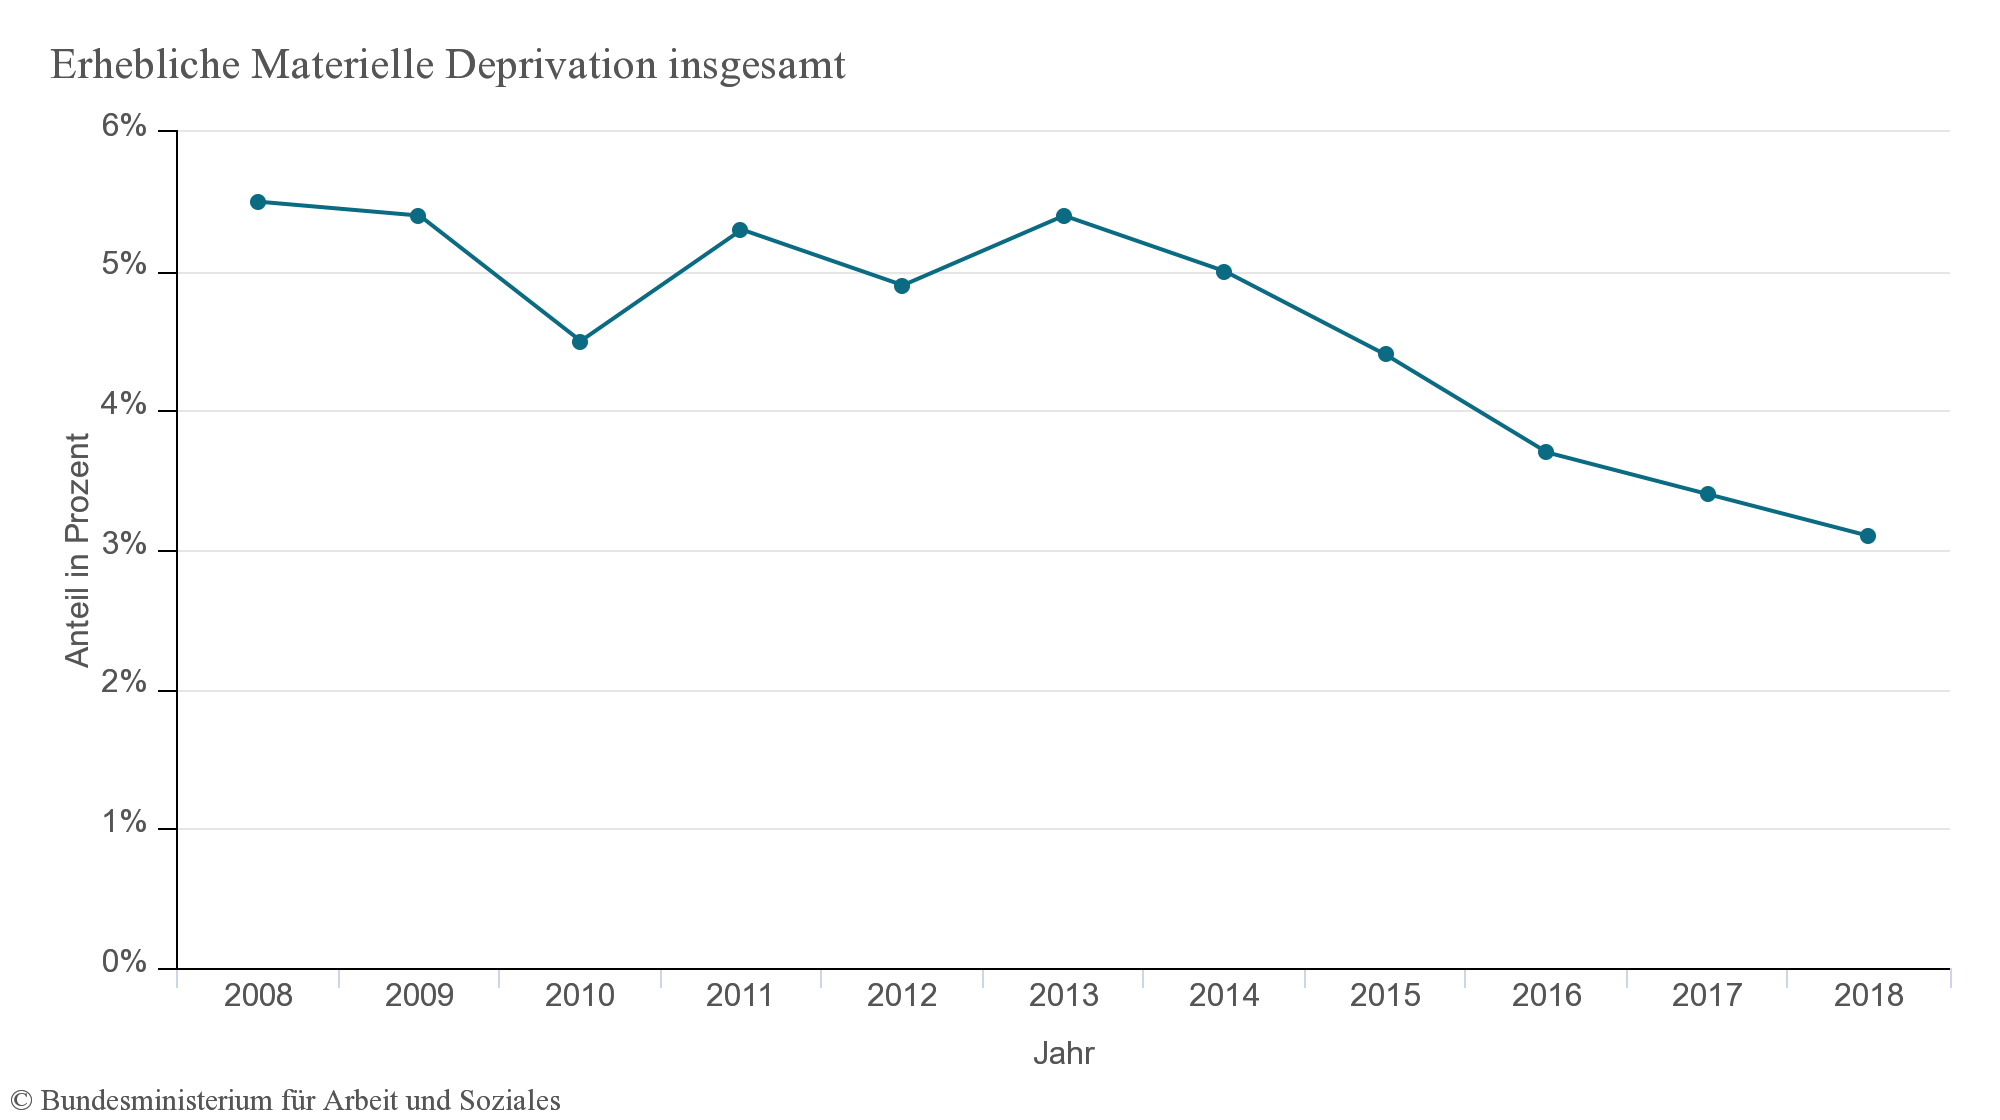 Erhebliche Materielle Deprivation insgesamt
6%
5%
4%
3%
2%
1%
0%
Anteil in Prozent
2008 2009 2010 2011 2012 2013 2014 2015 2016 2017 2018
Jahr
© Bundesministerium für Arbeit und Soziales